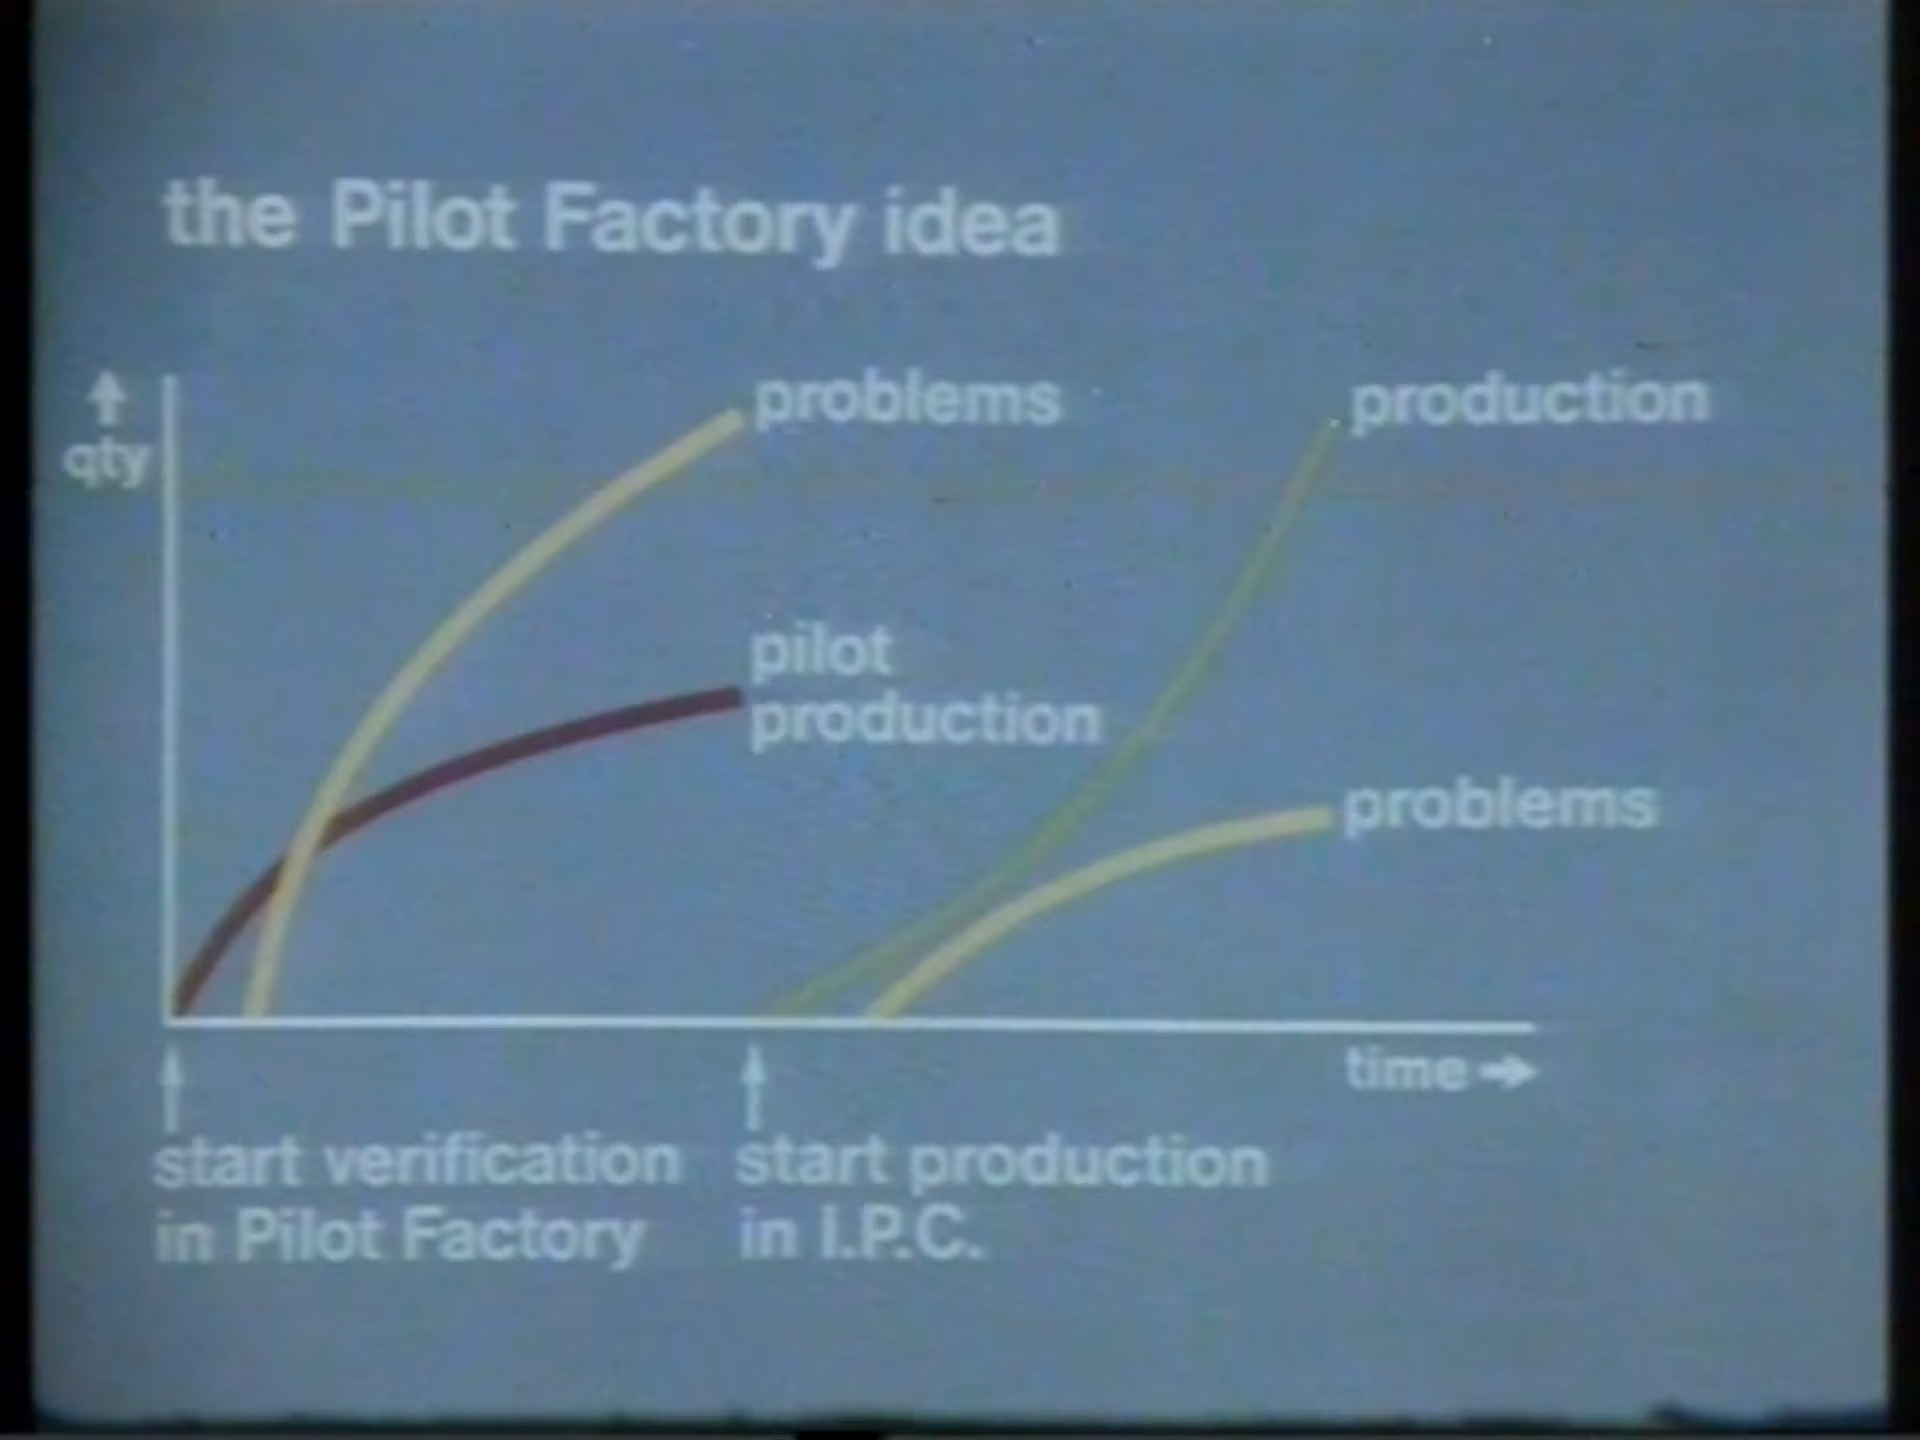 the Pilot Factory idea
qty
problems
production
pilot
production
problems
time
start verification
in Pilot Factory
start production
in I.P.C.